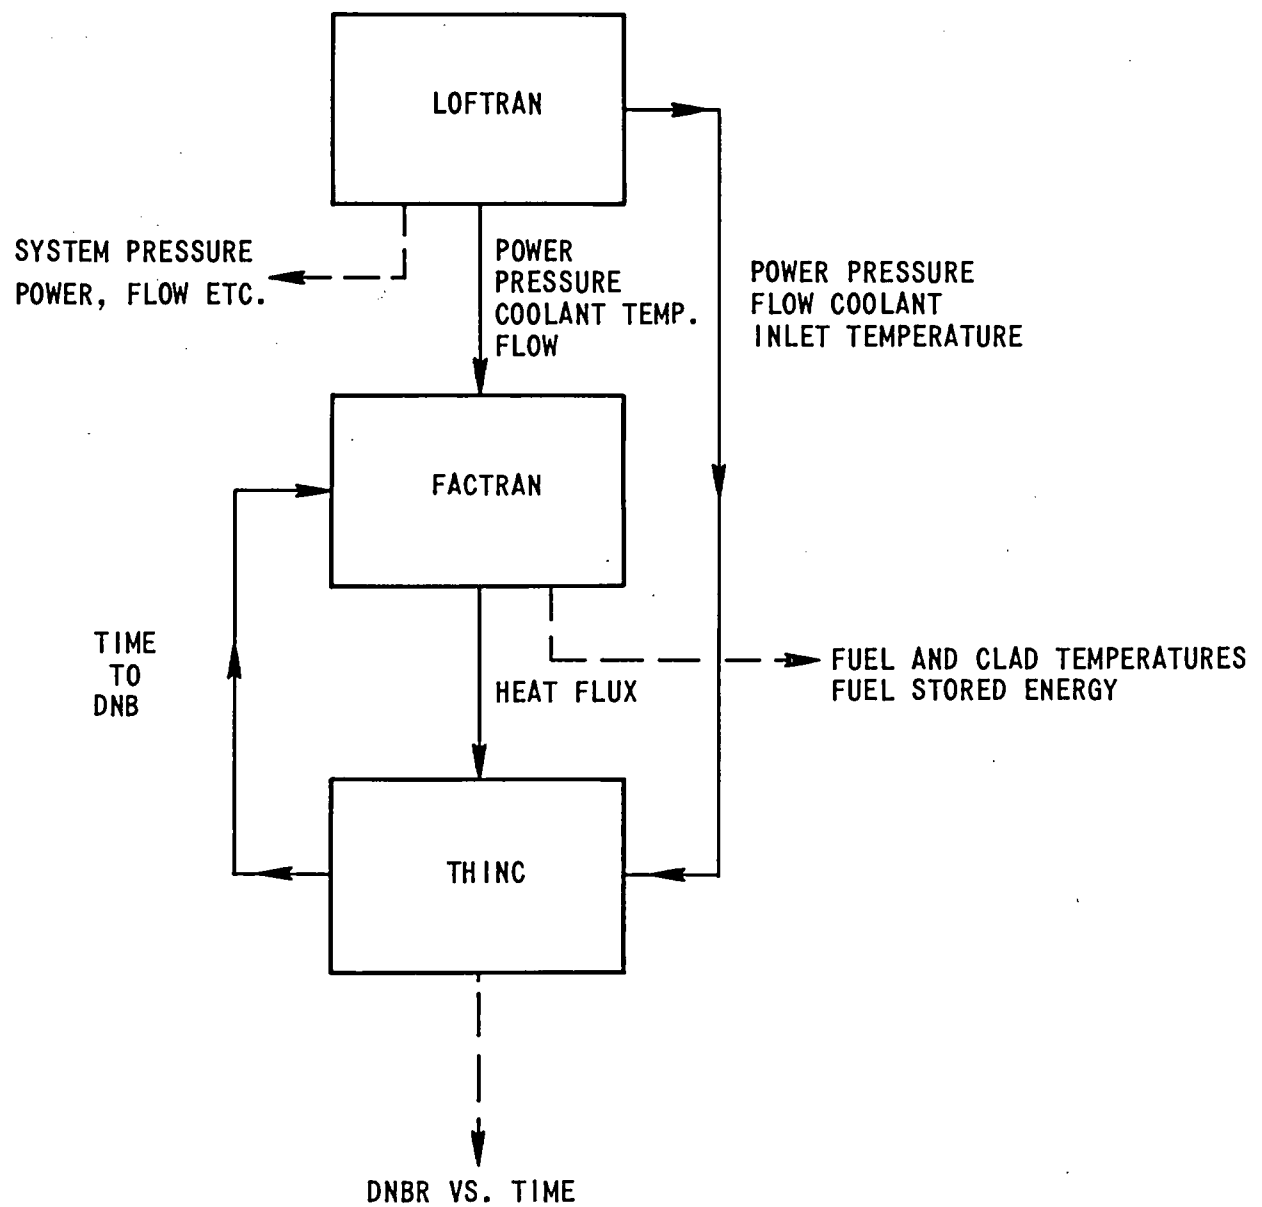 LOFTRAN
SYSTEM PRESSURE
POWER, FLOW ETC.
POWER
PRESSURE
COOLANT TEMP.
FLOW
POWER PRESSURE
FLOW COOLANT
INLET TEMPERATURE
FACTRAN
TIME
TO
DNB
HEAT FLUX
FUEL AND CLAD TEMPERATURES
FUEL STORED ENERGY
THINC
DNBR VS. TIME